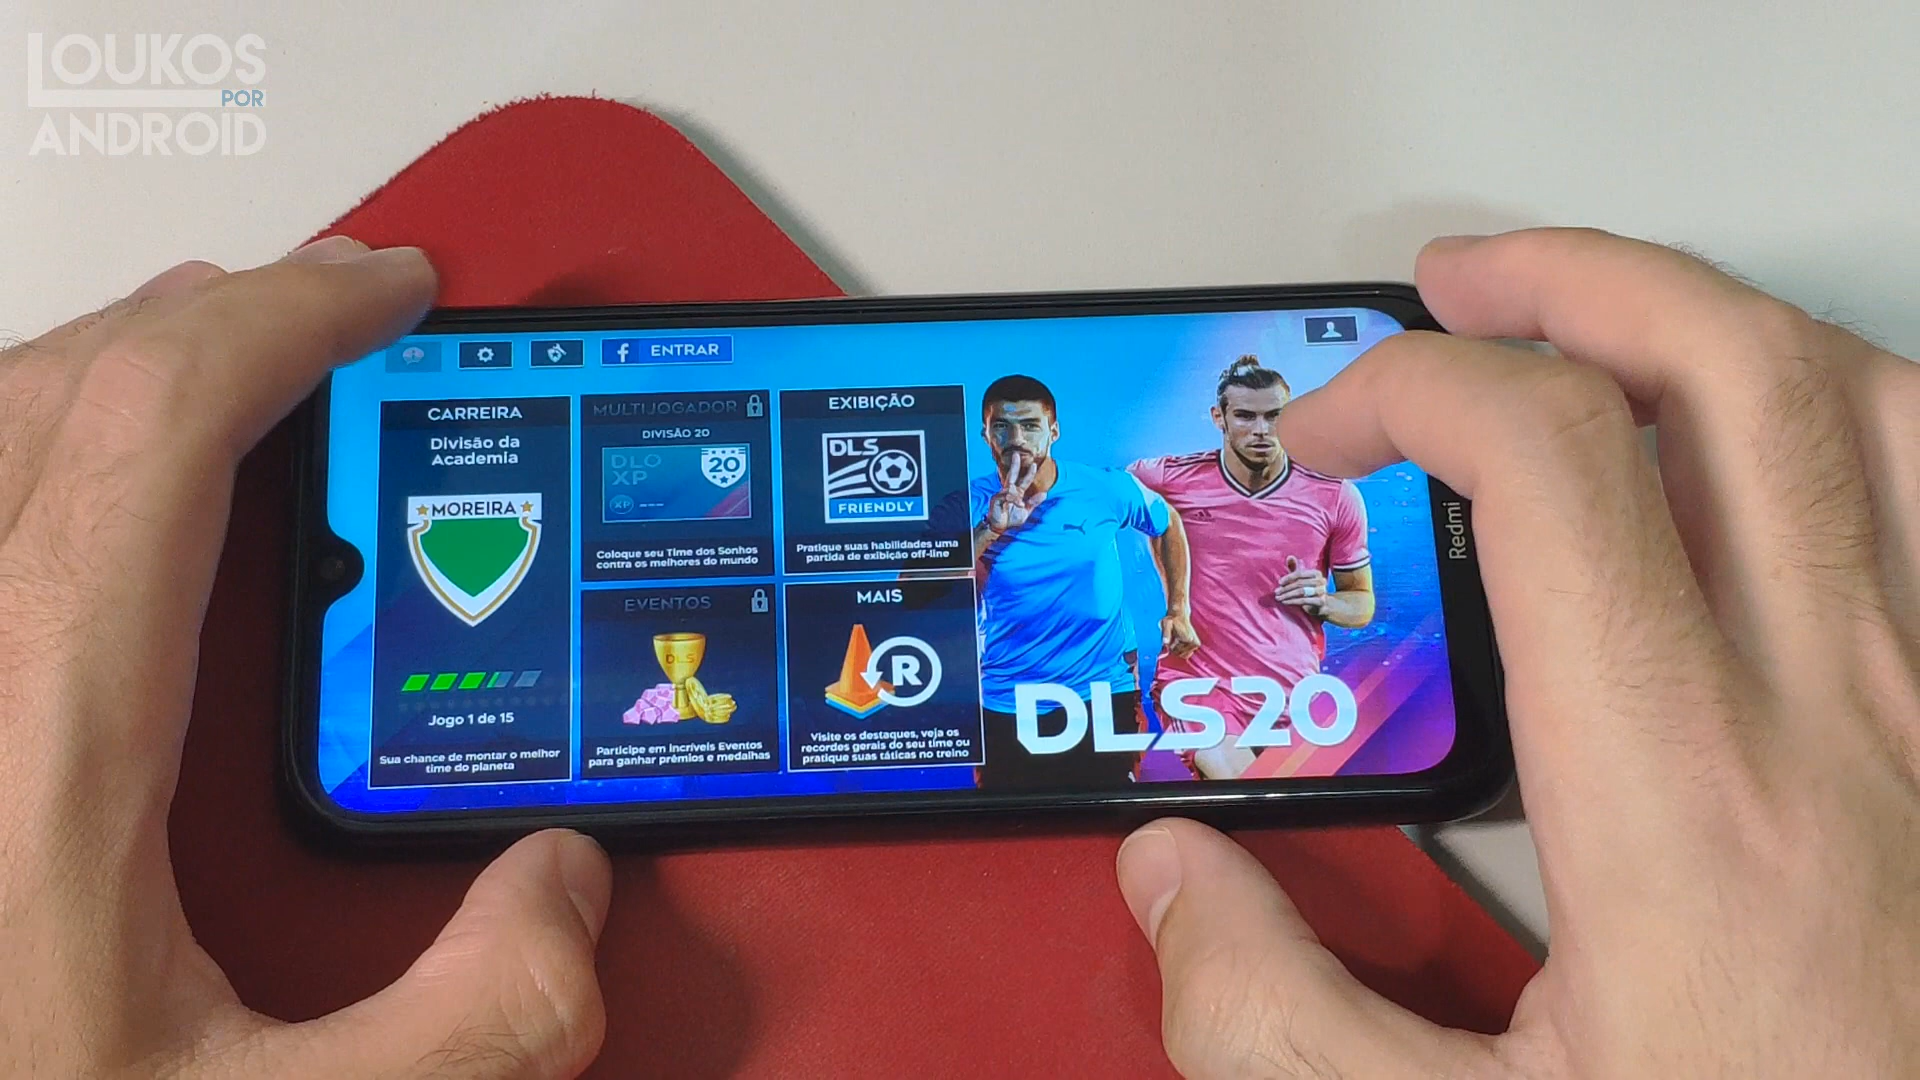 LOUKOS
POR
ANDROID
ENTRAR
CARREIRA
Divisão da
Academia
MOREIRA
Jogo 1 de 15
Sua chance de montar o melhor
time do planeta
MULTIJOGADOR
DIVISÃO 20
DLO
XP
20
XP
Coloque seu Time dos Sonhos
contra os melhores do mundo
EXIBIÇÃO
DLS
FRIENDLY
Pratique suas habilidades uma
partida de exibição off-line
EVENTOS
DLS
Participe em incríveis Eventos
para ganhar prêmios e medalhas
MAIS
R
Visite os destaques, veja os
recordes gerais do seu time ou
pratique suas táticas no treino
DLS20
Redmi